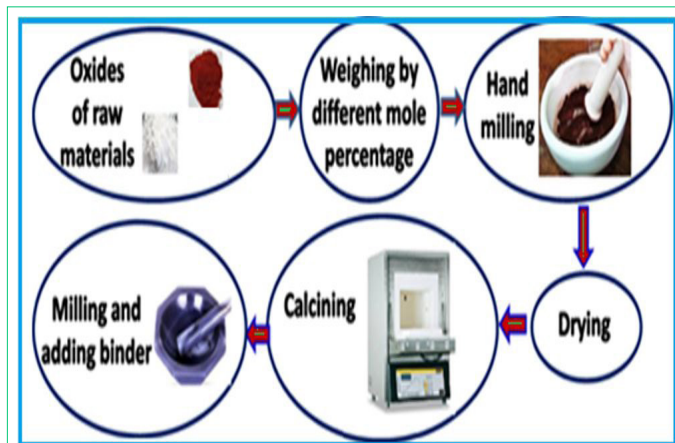 Oxides
of raw
materials
Weighing by
different mole
percentage
Hand
milling
Drying
Calcining
Milling and
adding binder